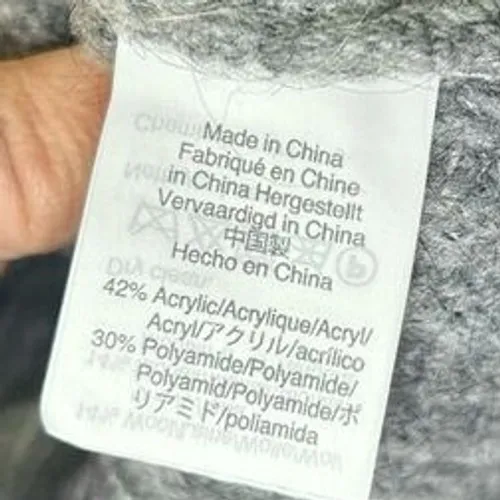 Made in China
Fabriqué en Chine
in China Hergestellt
Vervaardigd in China
中国製
Hecho en China
42% Acrylic/Acrylique/Acryl/
Acryl/アクリル/acrílico
30% Polyamide/Polyamide/
Polyamid/Polyamide/ポ
リアミド/poliamida